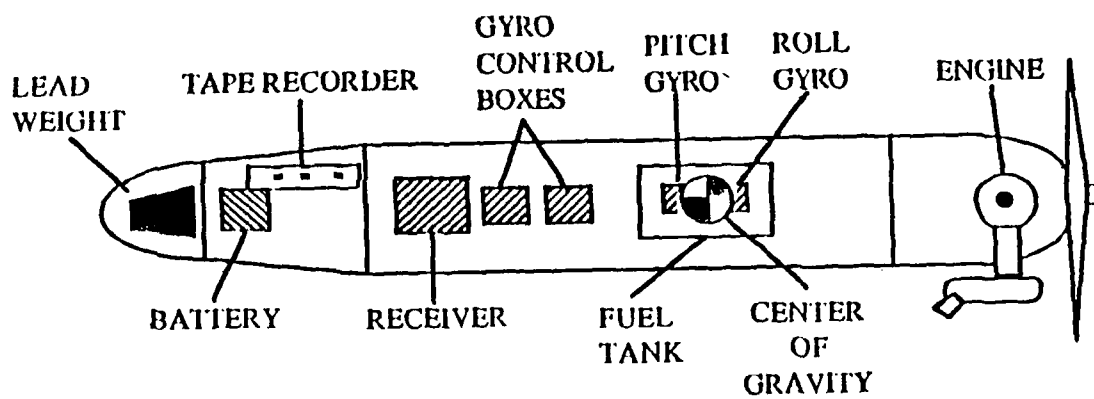 LEAD
WEIGHT
TAPE RECORDER
GYRO
CONTROL
BOXES
PITCH
GYRO
ROLL
GYRO
ENGINE
BATTERY
RECEIVER
FUEL
TANK
CENTER
OF
GRAVITY